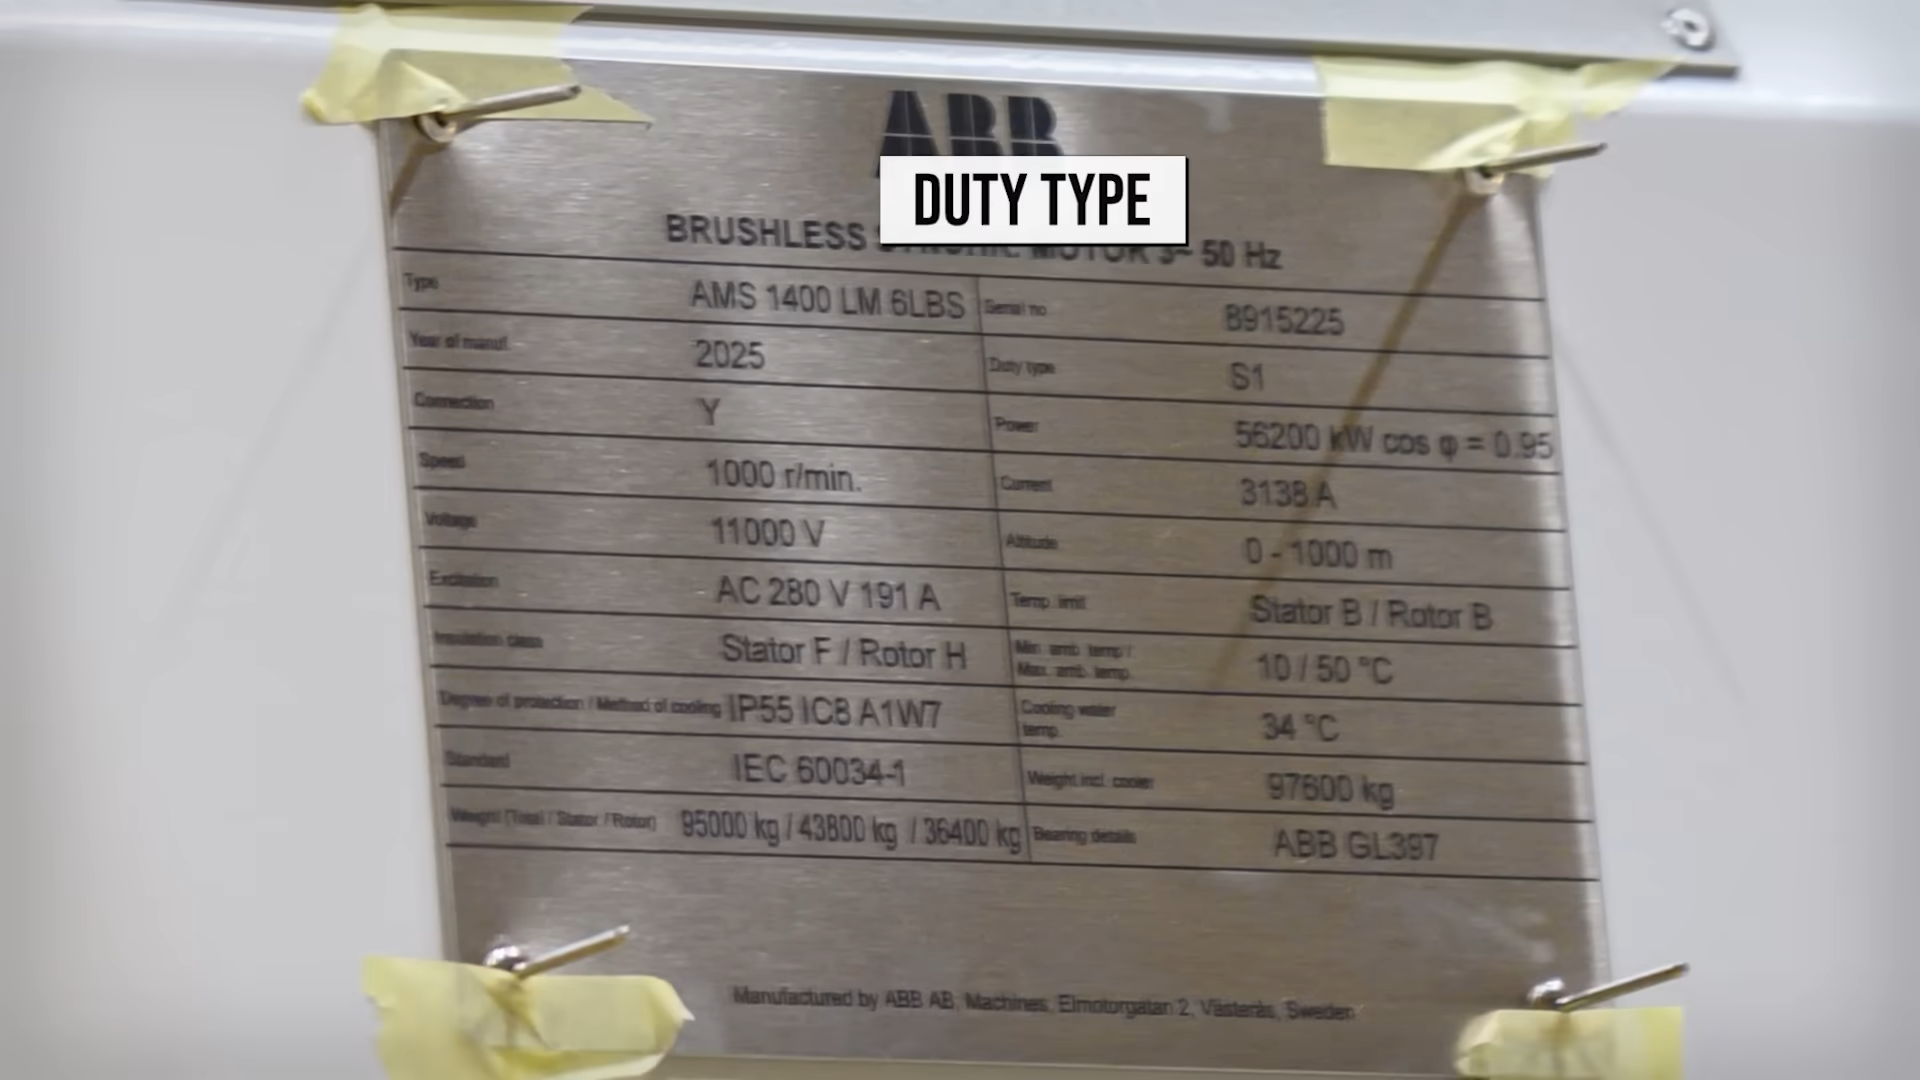 ABB
DUTY TYPE
BRUSHLESS MOTOR 3~ 50 Hz
Type AMS 1400 LM 6LBS Serial no 8915225
Year of manuf. 2025 Duty type S1
Connection Y Power 56200 kW cos φ = 0.95
Speed 1000 r/min. Current 3138 A
Voltage 11000 V Altitude 0 - 1000 m
Excitation AC 280 V 191 A Temp. limit Stator B / Rotor B
Insulation class Stator F / Rotor H Min. amb. temp / Max. amb. temp. 10 / 50 °C
Degree of protection / Method of cooling IP55 IC8 A1W7 Cooling water temp. 34 °C
Standard IEC 60034-1 Weight incl. cooler 97600 kg
Weight (Total / Stator / Rotor) 95000 kg / 43800 kg / 36400 kg Bearing details ABB GL397
Manufactured by ABB AB, Machines, Elmotorgatan 2, Västerås, Sweden